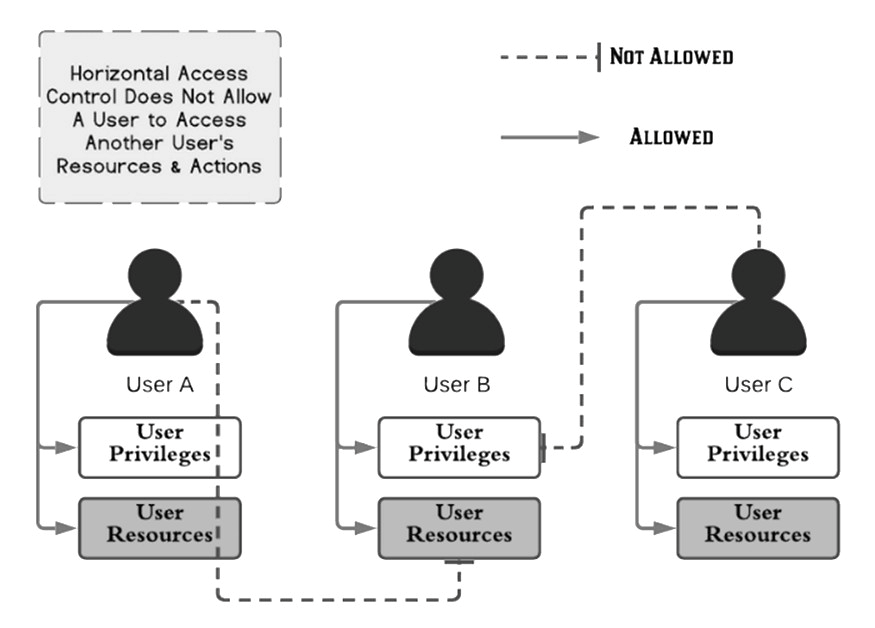 Horizontal Access
Control Does Not Allow
A User to Access
Another User's
Resources & Actions
Not Allowed
Allowed
User A
User B
User C
User
Privileges
User
Privileges
User
Privileges
User
Resources
User
Resources
User
Resources